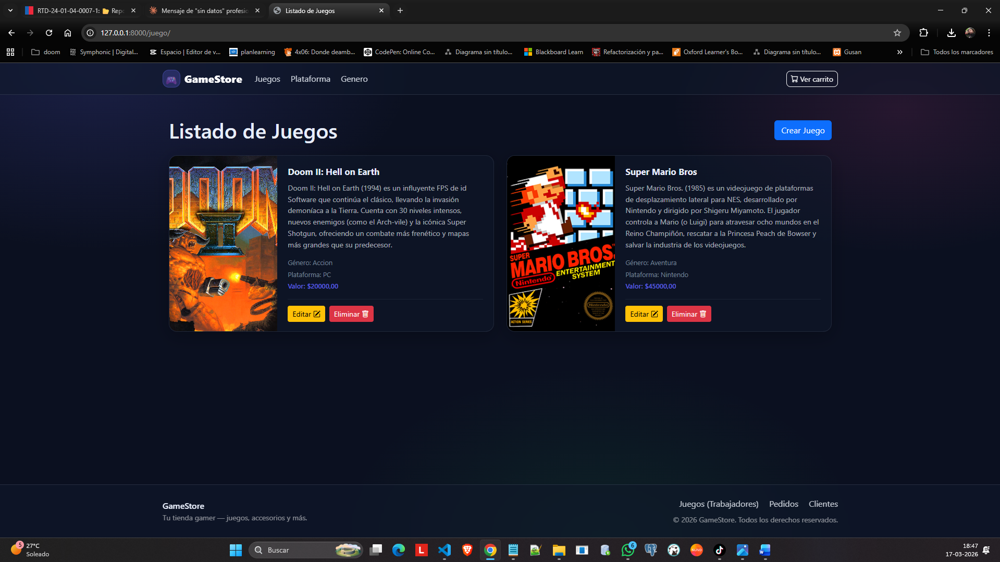 RTD-24-01-04-0007-1: 📂 Repo
Mensaje de "sin datos" profesio
Listado de Juegos
127.0.0.1:8000/juego/
doom
Symphonic | Digital...
Espacio | Editor de v...
planlearning
4x06: Donde deamb...
CodePen: Online Co...
Diagrama sin título...
Blackboard Learn
Refactorización y pa...
Oxford Learner's Bo...
Diagrama sin título...
Gusan
Todos los marcadores
GameStore
Juegos
Plataforma
Genero
Ver carrito
Listado de Juegos
Crear Juego
DOOM
II
Doom II: Hell on Earth
Doom II: Hell on Earth (1994) es un influyente FPS de id
Software que continúa el clásico, llevando la invasión
demoníaca a la Tierra. Cuenta con 30 niveles intensos,
nuevos enemigos (como el Arch-vile) y la icónica Super
Shotgun, ofreciendo un combate más frenético y mapas
más grandes que su predecesor.
Género: Accion
Plataforma: PC
Valor: $20000,00
Editar
Eliminar
SUPER
MARIO BROS.
Nintendo
ENTERTAINMENT
SYSTEM
ACTION SERIES
Nintendo
Super Mario Bros
Super Mario Bros. (1985) es un videojuego de plataformas
de desplazamiento lateral para NES, desarrollado por
Nintendo y dirigido por Shigeru Miyamoto. El jugador
controla a Mario (o Luigi) para atravesar ocho mundos en el
Reino Champiñón, rescatar a la Princesa Peach de Bowser y
salvar la industria de los videojuegos.
Género: Aventura
Plataforma: Nintendo
Valor: $45000,00
Editar
Eliminar
GameStore
Tu tienda gamer — juegos, accesorios y más.
Juegos (Trabajadores)
Pedidos
Clientes
© 2026 GameStore. Todos los derechos reservados.
5
27°C
Soleado
Buscar
L
6
SUNO
18:47
17-03-2026